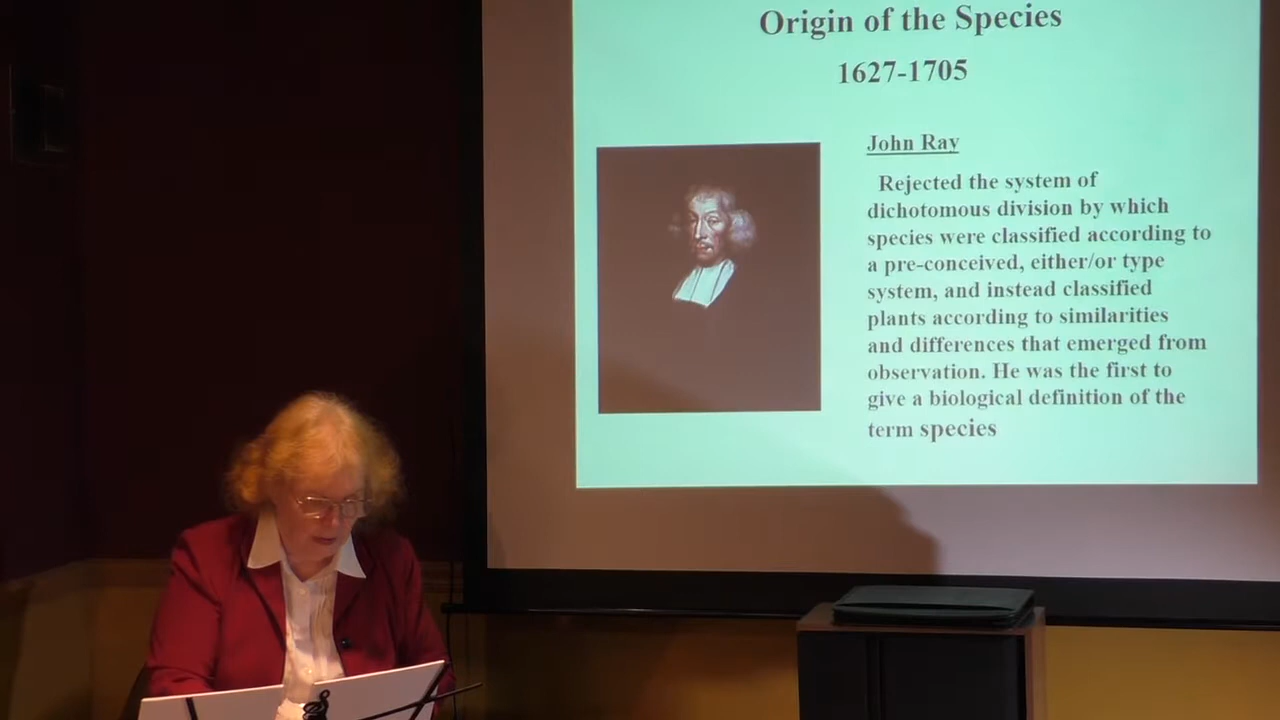 Origin of the Species
1627-1705
John Ray
Rejected the system of
dichotomous division by which
species were classified according to
a pre-conceived, either/or type
system, and instead classified
plants according to similarities
and differences that emerged from
observation. He was the first to
give a biological definition of the
term species